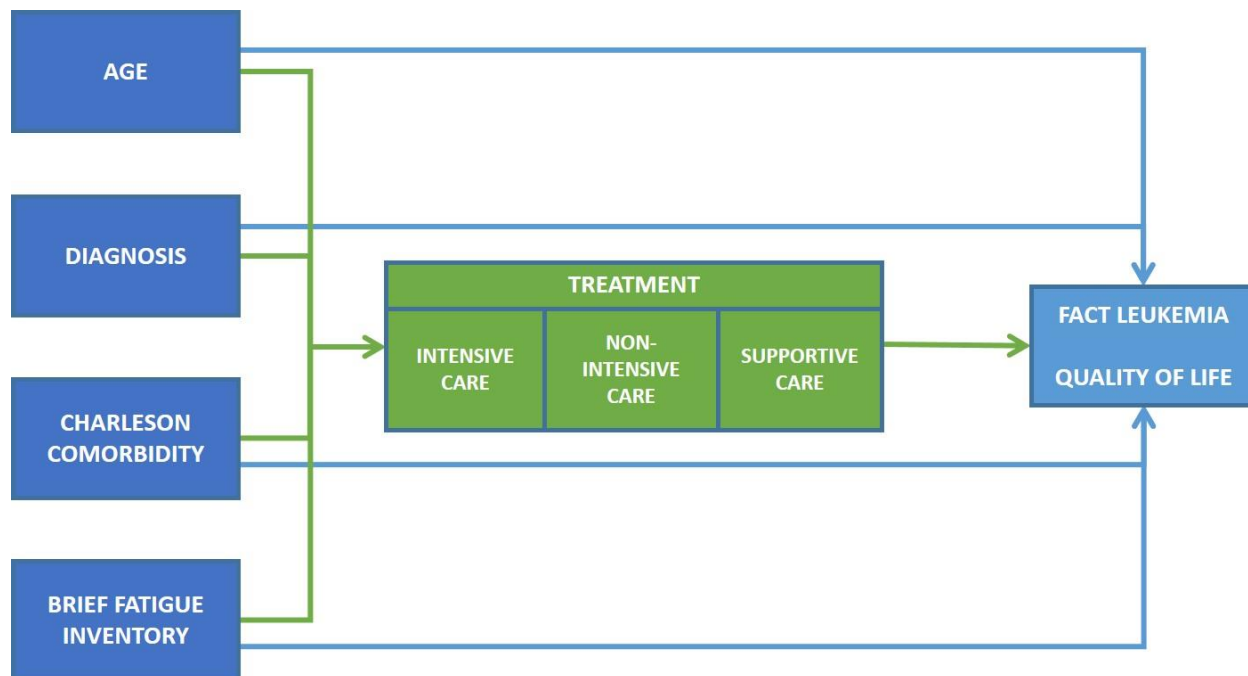 AGE
DIAGNOSIS
CHARLESON
COMORBIDITY
BRIEF FATIGUE
INVENTORY
TREATMENT
INTENSIVE
CARE
NON-
INTENSIVE
CARE
SUPPORTIVE
CARE
FACT LEUKEMIA
QUALITY OF LIFE